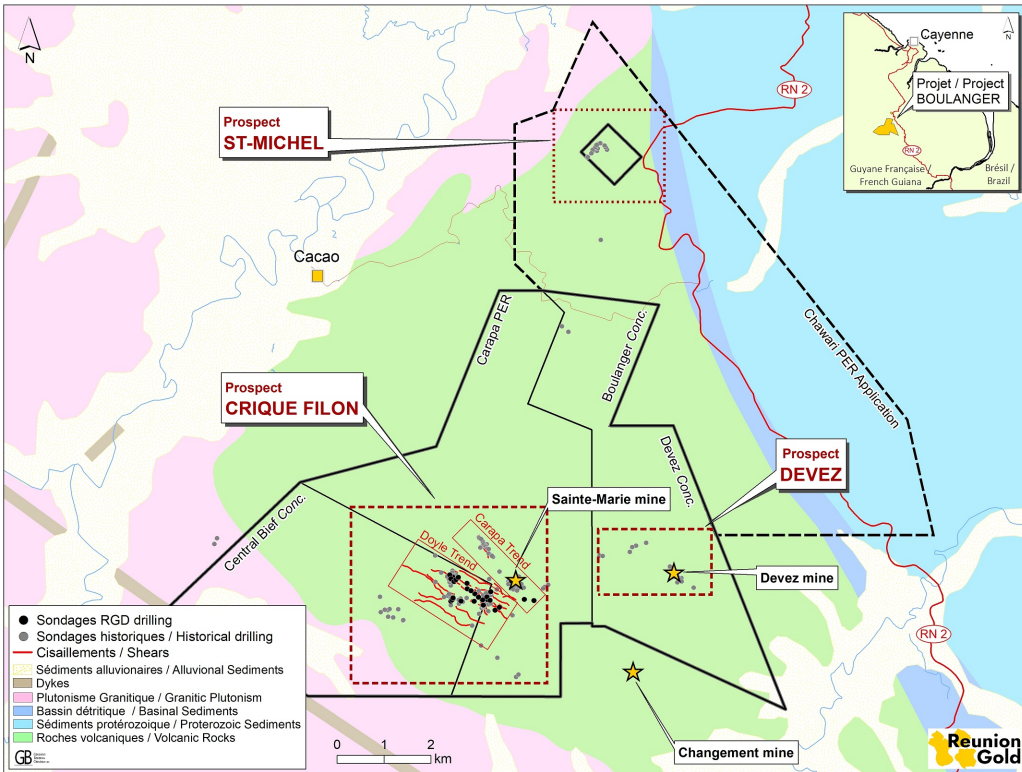 N
Prospect
ST-MICHEL
RN 2
N
Cayenne
Projet / Project
BOULANGER
RN 2
Guyane Française /
French Guiana
Brésil /
Brazil
Cacao
Carapa PER
Boulanger Conc.
Chawari PER Application
Prospect
CRIQUE FILON
Devez Conc.
Prospect
DEVEZ
Central Bief Conc.
Sainte-Marie mine
Carapa Trend
Doyle Trend
Devez mine
RN 2
Changement mine
Sondages RGD drilling
Sondages historiques / Historical drilling
Cisaillements / Shears
Sédiments alluvionaires / Alluvional Sediments
Dykes
Plutonisme Granitique / Granitic Plutonism
Bassin détritique / Basinal Sediments
Sédiments protérozoique / Proterozoic Sediments
Roches volcaniques / Volcanic Rocks
GB
0 1 2
km
Reunion
Gold